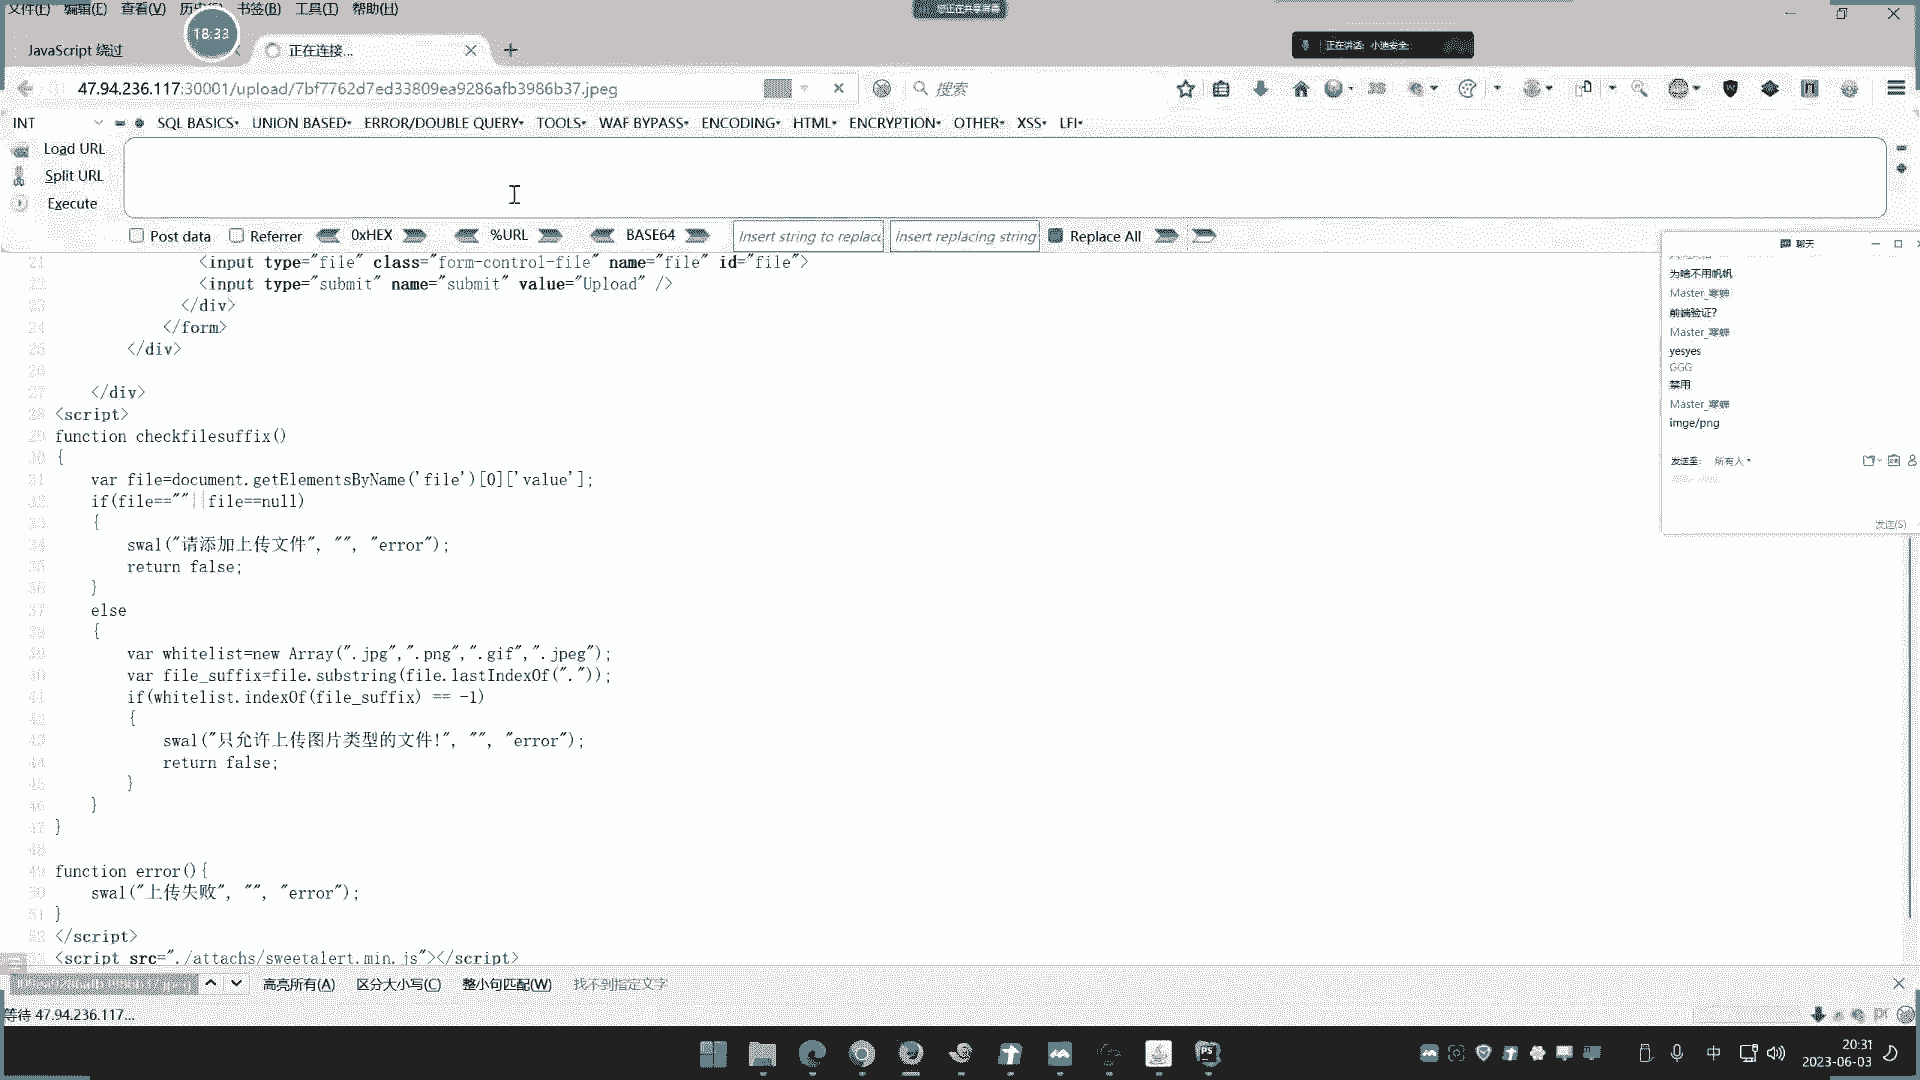 文件(F) 编辑(E) 查看(V) 历史(S) 书签(B) 工具(T) 帮助(H)
您正在共享屏幕
18:33
JavaScript 绕过
正在连接...
正在讲话: 小迪安全;
47.94.236.117:30001/upload/7bf7762d7ed33809ea9286afb3986b37.jpeg
搜索
INT
SQL BASICS UNION BASED ERROR/DOUBLE QUERY TOOLS WAF BYPASS ENCODING HTML ENCRYPTION OTHER XSS LFI
Load URL
Split URL
Execute
Post data Referrer 0xHEX %URL BASE64 Insert string to replace Insert replacing string Replace All
21 <input type="file" class="form-control-file" name="file" id="file">
22 <input type="submit" name="submit" value="Upload" />
23 </div>
24 </form>
25 </div>
26
27 </div>
28 <script>
29 function checkfilesuffix()
30 {
31 var file=document.getElementsByName('file')[0]['value'];
32 if(file==""||file==null)
33 {
34 swal("请添加上传文件", "", "error");
35 return false;
36 }
37 else
38 {
39 var whitelist=new Array(".jpg",".png",".gif",".jpeg");
40 var file_suffix=file.substring(file.lastIndexOf("."));
41 if(whitelist.indexOf(file_suffix) == -1)
42 {
43 swal("只允许上传图片类型的文件!", "", "error");
44 return false;
45 }
46 }
47 }
48
49 function error(){
50 swal("上传失败", "", "error");
51 }
52 </script>
53 <script src="./attachs/sweetalert.min.js"></script>
聊天
为啥不用帆帆
Master_寒蝉
前端验证?
Master_寒蝉
yesyes
GGG
禁用
Master_寒蝉
imge/png
发送至: 所有人
发送(S)
高亮所有(A) 区分大小写(C) 整小句匹配(W) 找不到指定文字
等待 47.94.236.117...
中
20:31
2023-06-03